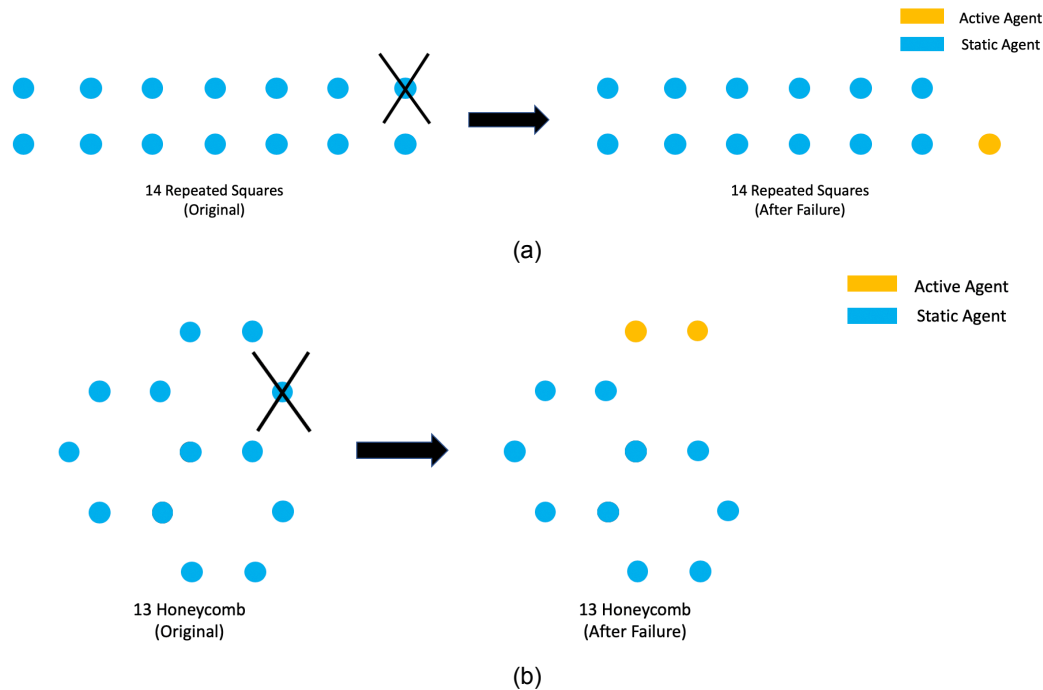 Active Agent
Static Agent
14 Repeated Squares
(Original)
14 Repeated Squares
(After Failure)
(a)
Active Agent
Static Agent
13 Honeycomb
(Original)
13 Honeycomb
(After Failure)
(b)